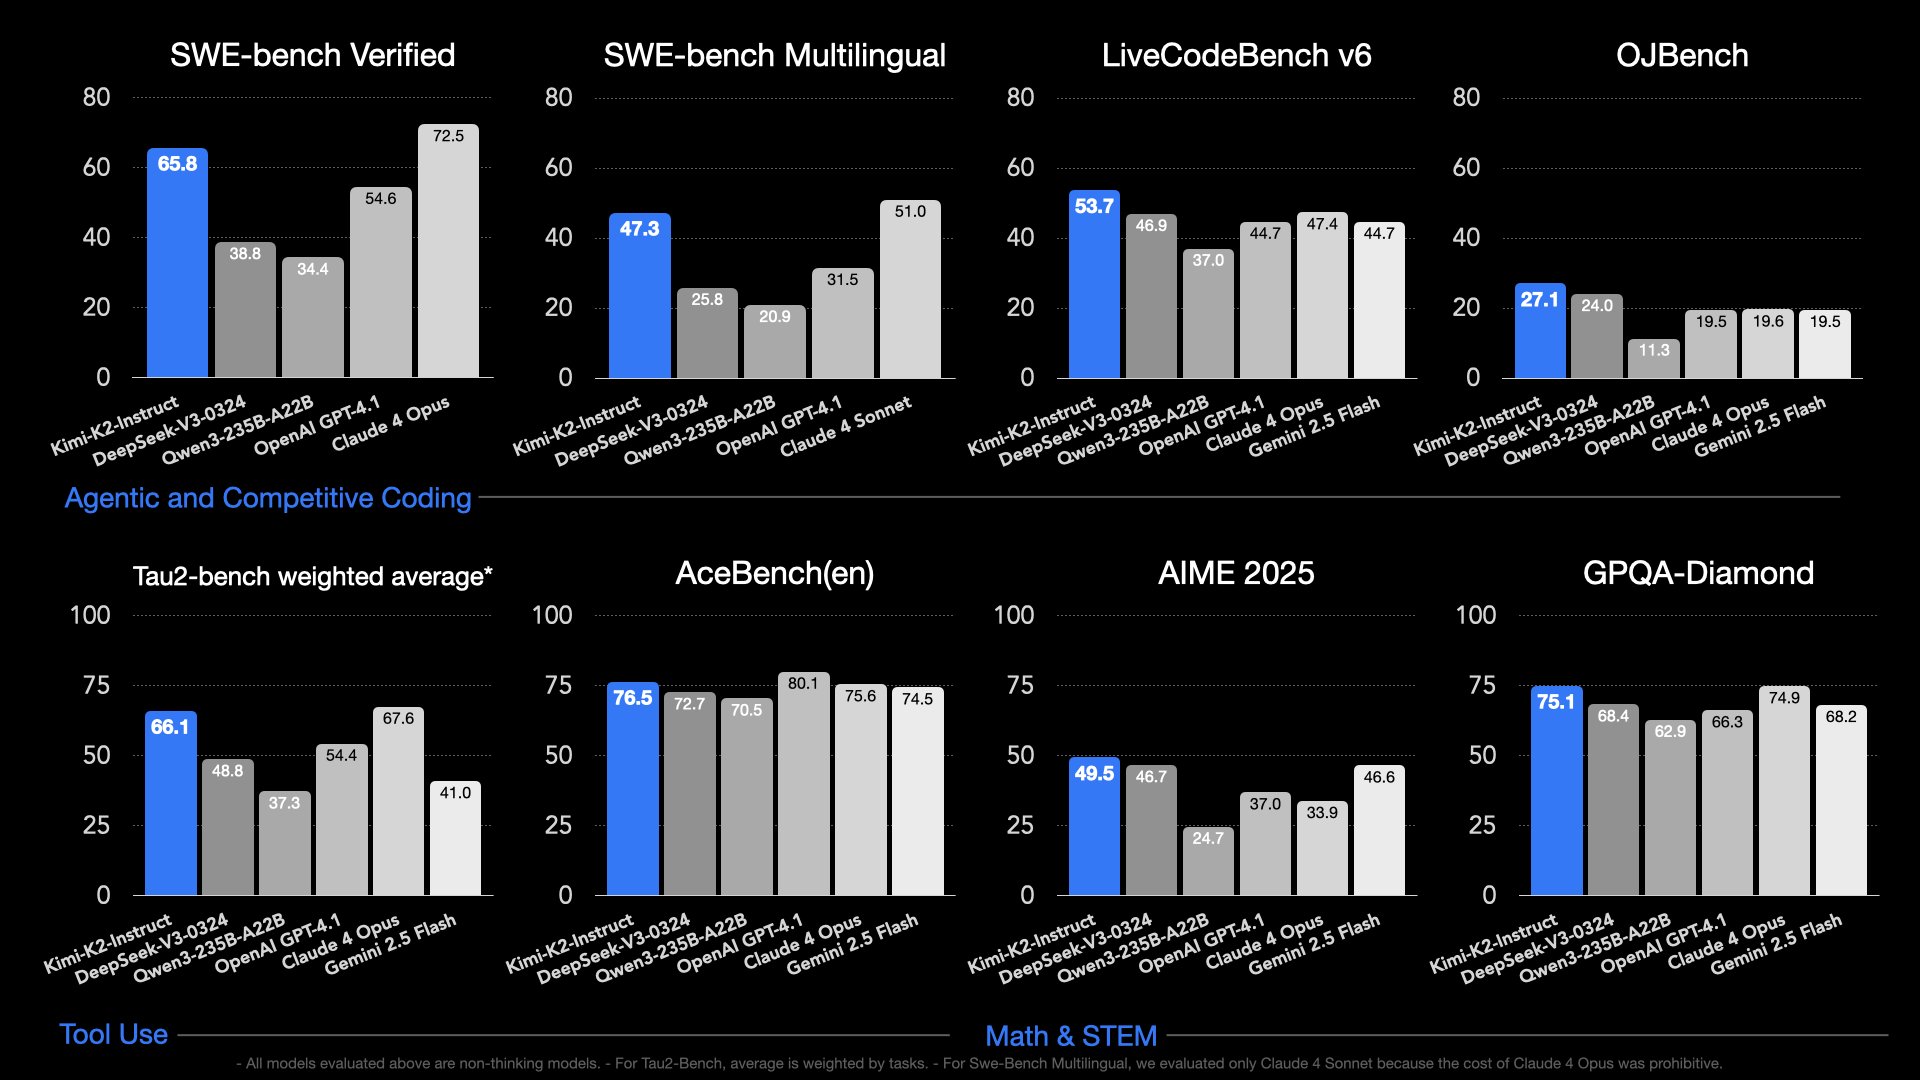 SWE-bench Verified
80
60
40
20
0
65.8
38.8
34.4
54.6
72.5
Kimi-K2-Instruct
DeepSeek-V3-0324
Qwen3-235B-A22B
OpenAI GPT-4.1
Claude 4 Opus
SWE-bench Multilingual
80
60
40
20
0
47.3
25.8
20.9
31.5
51.0
Kimi-K2-Instruct
DeepSeek-V3-0324
Qwen3-235B-A22B
OpenAI GPT-4.1
Claude 4 Sonnet
LiveCodeBench v6
80
60
40
20
0
53.7
46.9
37.0
44.7
47.4
44.7
Kimi-K2-Instruct
DeepSeek-V3-0324
Qwen3-235B-A22B
OpenAI GPT-4.1
Claude 4 Opus
Gemini 2.5 Flash
OJBench
80
60
40
20
0
27.1
24.0
11.3
19.5
19.6
19.5
Kimi-K2-Instruct
DeepSeek-V3-0324
Qwen3-235B-A22B
OpenAI GPT-4.1
Claude 4 Opus
Gemini 2.5 Flash
Agentic and Competitive Coding
Tau2-bench weighted average*
100
75
50
25
0
66.1
48.8
37.3
54.4
67.6
41.0
Kimi-K2-Instruct
DeepSeek-V3-0324
Qwen3-235B-A22B
OpenAI GPT-4.1
Claude 4 Opus
Gemini 2.5 Flash
AceBench(en)
100
75
50
25
0
76.5
72.7
70.5
80.1
75.6
74.5
Kimi-K2-Instruct
DeepSeek-V3-0324
Qwen3-235B-A22B
OpenAI GPT-4.1
Claude 4 Opus
Gemini 2.5 Flash
AIME 2025
100
75
50
25
0
49.5
46.7
24.7
37.0
33.9
46.6
Kimi-K2-Instruct
DeepSeek-V3-0324
Qwen3-235B-A22B
OpenAI GPT-4.1
Claude 4 Opus
Gemini 2.5 Flash
GPQA-Diamond
100
75
50
25
0
75.1
68.4
62.9
66.3
74.9
68.2
Kimi-K2-Instruct
DeepSeek-V3-0324
Qwen3-235B-A22B
OpenAI GPT-4.1
Claude 4 Opus
Gemini 2.5 Flash
Tool Use
Math & STEM
- All models evaluated above are non-thinking models. - For Tau2-Bench, average is weighted by tasks. - For Swe-Bench Multilingual, we evaluated only Claude 4 Sonnet because the cost of Claude 4 Opus was prohibitive.